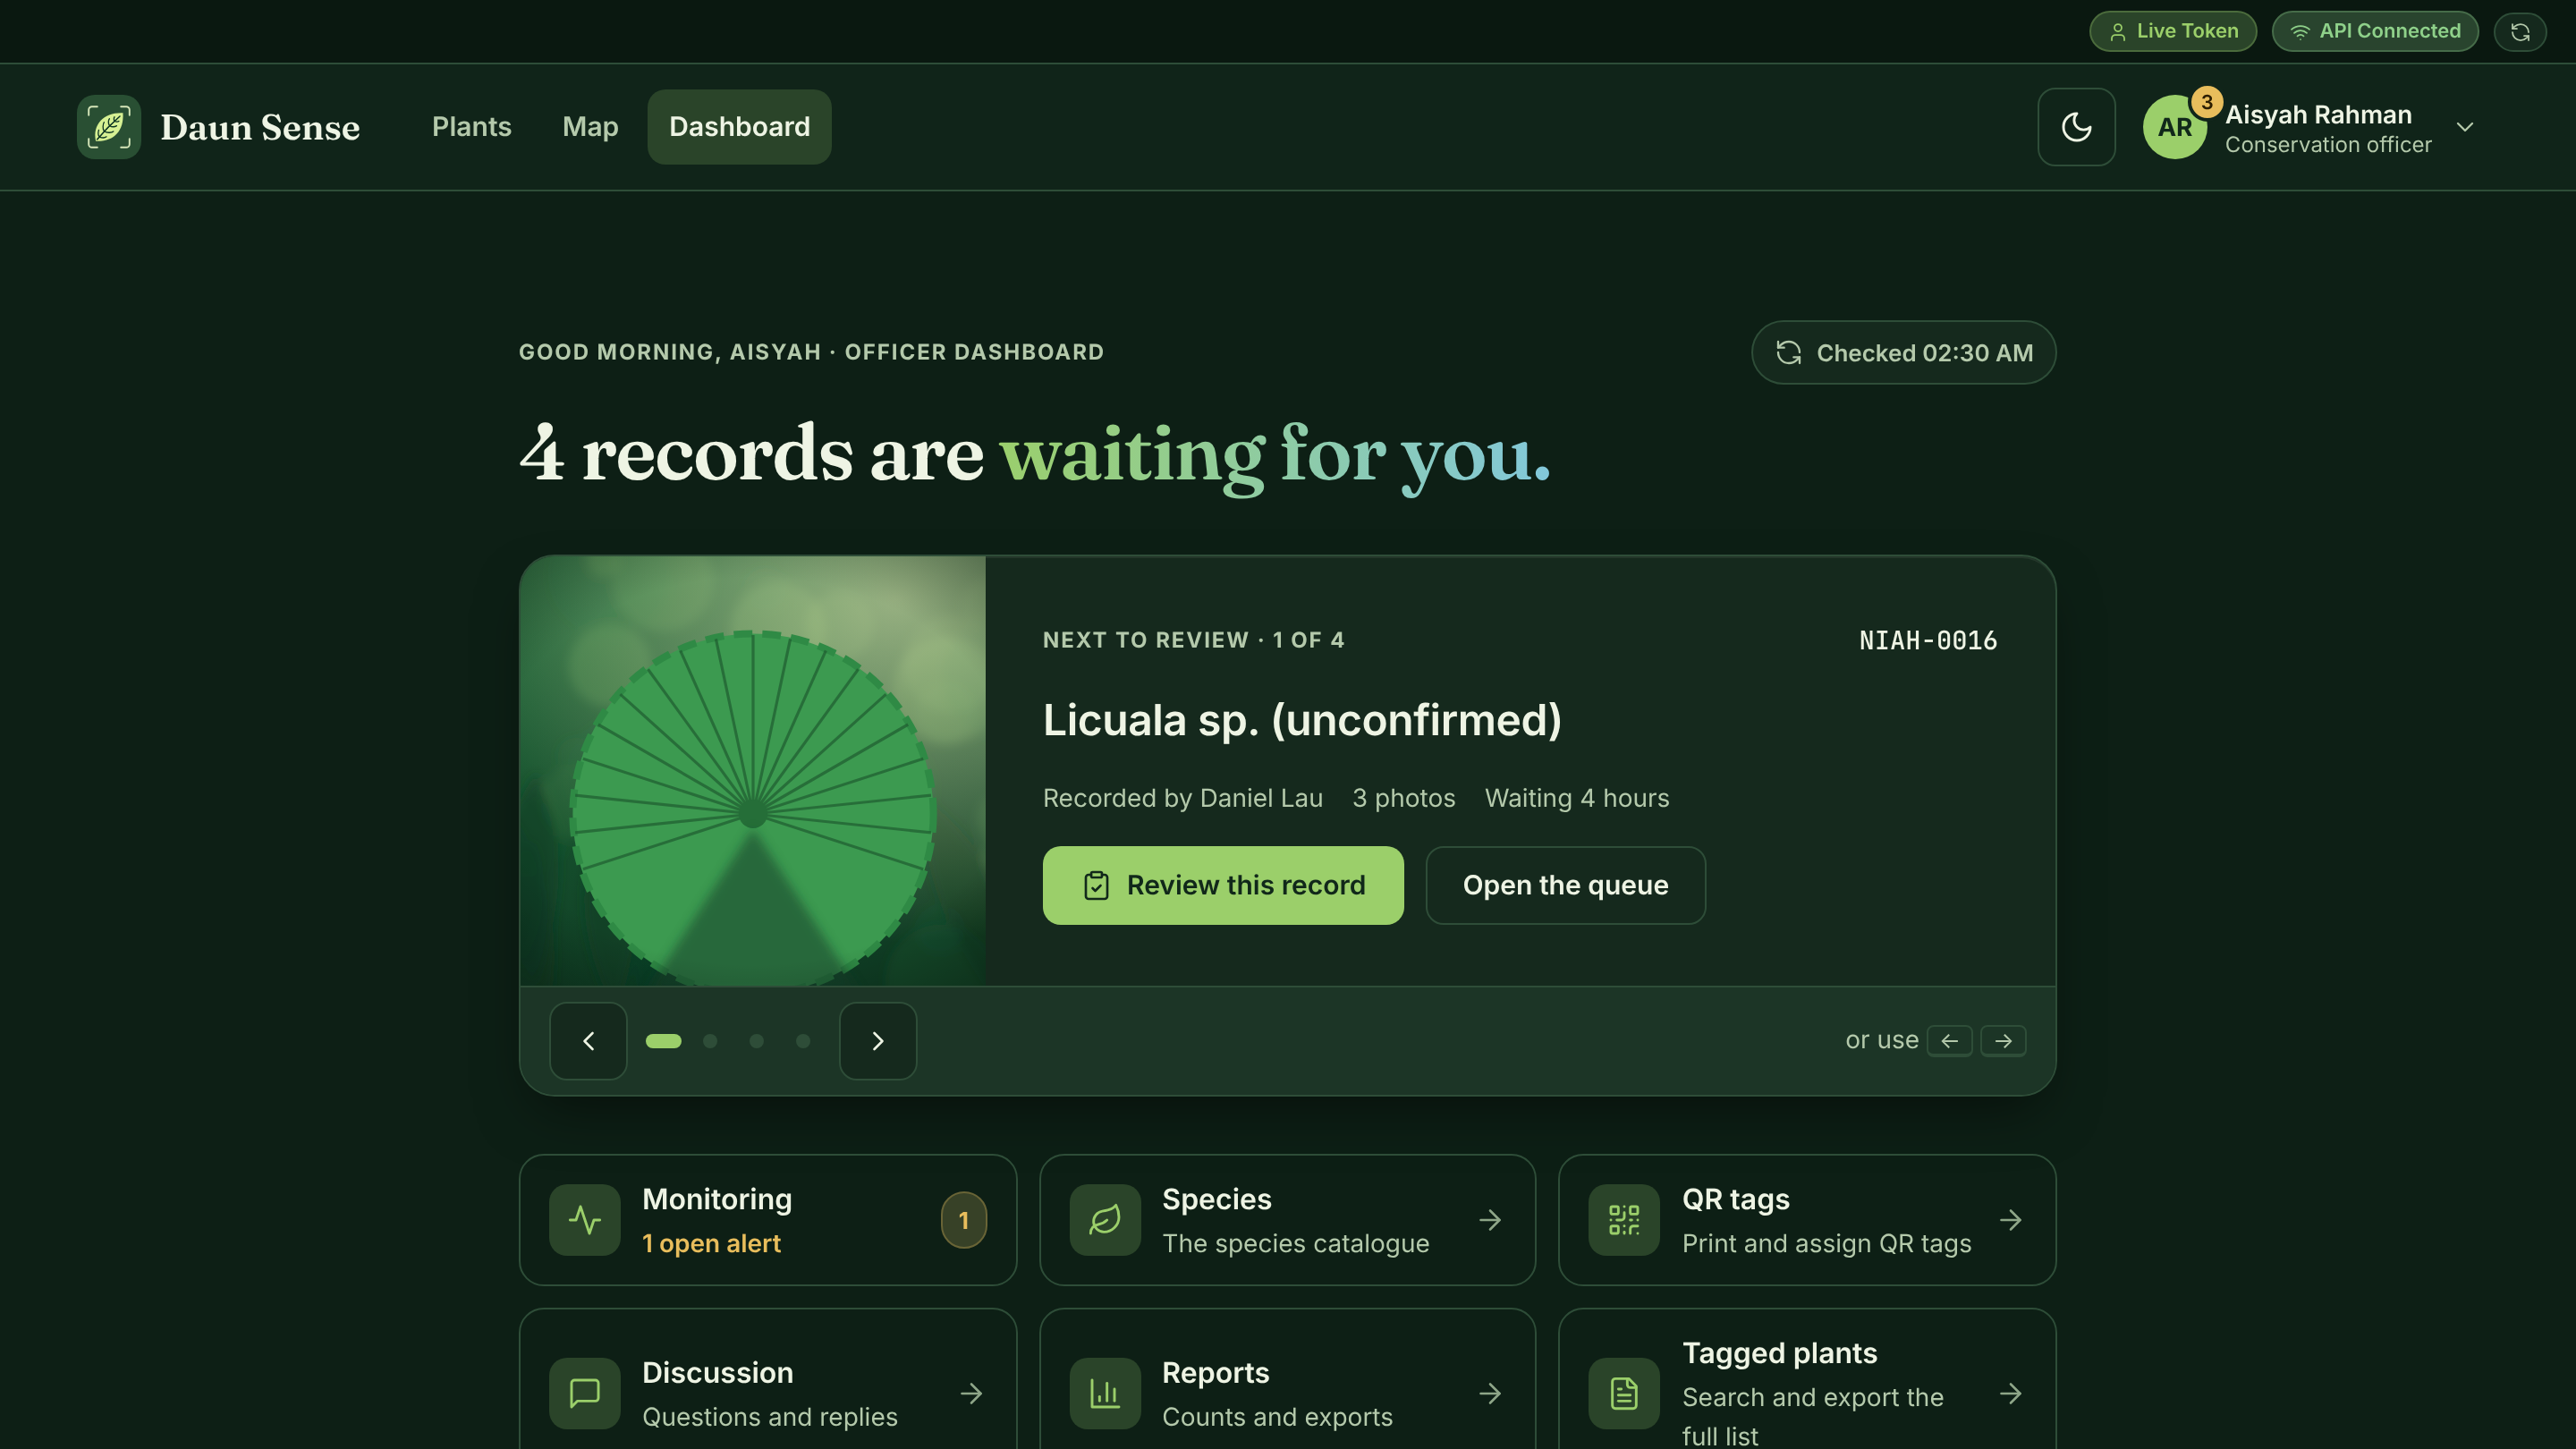 Live Token
API Connected
Daun Sense
Plants
Map
Dashboard
AR
3
Aisyah Rahman
Conservation officer
GOOD MORNING, AISYAH · OFFICER DASHBOARD
Checked 02:30 AM
4 records are waiting for you.
NEXT TO REVIEW · 1 OF 4
NIAH-0016
Licuala sp. (unconfirmed)
Recorded by Daniel Lau 3 photos Waiting 4 hours
Review this record
Open the queue
or use ← →
Monitoring
1 open alert
1
Species
The species catalogue
QR tags
Print and assign QR tags
Discussion
Questions and replies
Reports
Counts and exports
Tagged plants
Search and export the
full list